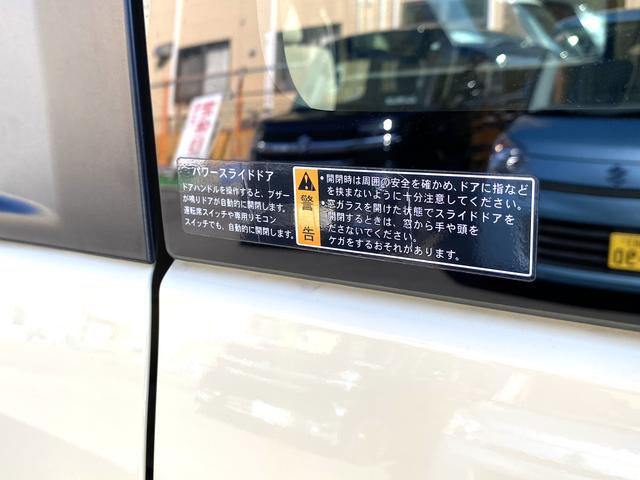 パワースライドドア
ドアハンドルを操作すると、ブザー
が鳴りドアが自動的に開閉します。
運転席スイッチや専用リモコン
スイッチでも、自動的に開閉します。
警告
・開閉時は周囲の安全を確かめ、ドアに指など
を挟まないように十分注意してください。
・窓ガラスを開けた状態でスライドドアを
開閉するときは、窓から手や頭を
ださないでください。
ケガをするおそれがあります。